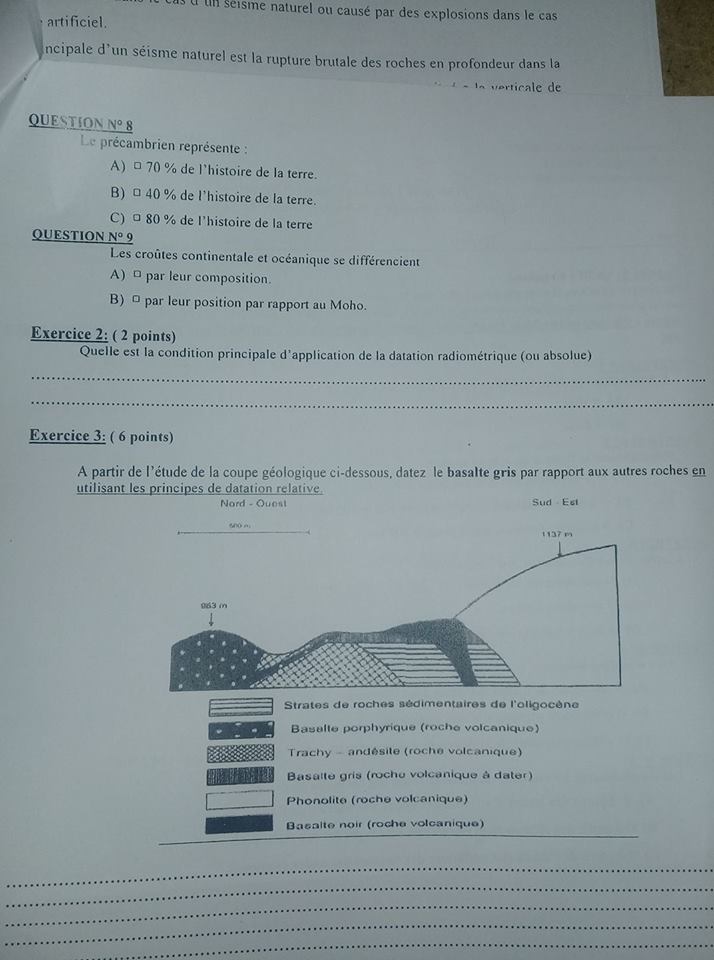 un séisme naturel ou causé par des explosions dans le cas
artificiel.
ncipale d'un séisme naturel est la rupture brutale des roches en profondeur dans la
la verticale de
QUESTION N° 8
Le précambrien représente :
A) □ 70 % de l'histoire de la terre.
B) □ 40 % de l'histoire de la terre.
C) □ 80 % de l'histoire de la terre
QUESTION N° 9
Les croûtes continentale et océanique se différencient
A) □ par leur composition.
B) □ par leur position par rapport au Moho.
Exercice 2: ( 2 points)
Quelle est la condition principale d'application de la datation radiométrique (ou absolue)
Exercice 3: ( 6 points)
A partir de l'étude de la coupe géologique ci-dessous, datez le basalte gris par rapport aux autres roches en
utilisant les principes de datation relative.
Nord - Ouest Sud - Est
500 m
1137 m
983 m
Strates de roches sédimentaires de l'oligocène
Basalte porphyrique (roche volcanique)
Trachy - andésite (roche volcanique)
Basalte gris (roche volcanique à dater)
Phonolite (roche volcanique)
Basalte noir (roche volcanique)